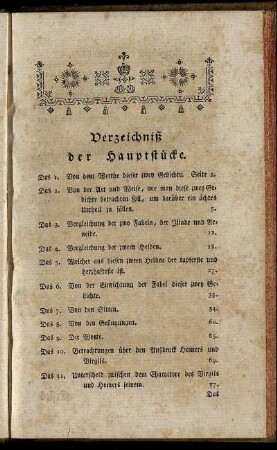 Verzeichniß
der Hauptstücke.
Das 1. Von dem Werthe dieser zwey Gedichte. Seite 1.
Das 2. Von der Art und Weise, wie man diese zwey Ge-
dichte betrachten soll, um darüber ein ächtes
Urtheil zu fällen. 5.
Das 3. Vergleichung der zwo Fabeln, der Iliade und Ae-
neide. 12.
Das 4. Vergleichung der zween Helden. 18.
Das 5. Welcher aus diesen zween Helden der tapferste und
herzhafteste ist. 27.
Das 6. Von der Einrichtung der Fabel dieser zwey Ge-
dichte. 33.
Das 7. Von den Sitten. 54.
Das 8. Von den Gesinnungen. 60.
Das 9. Die Worte. 65.
Das 10. Betrachtungen über den Ausdruck Homers und
Virgils. 69.
Das 11. Unterscheid zwischen dem Charactere des Virgils
und Homers seinem. 77.
Das